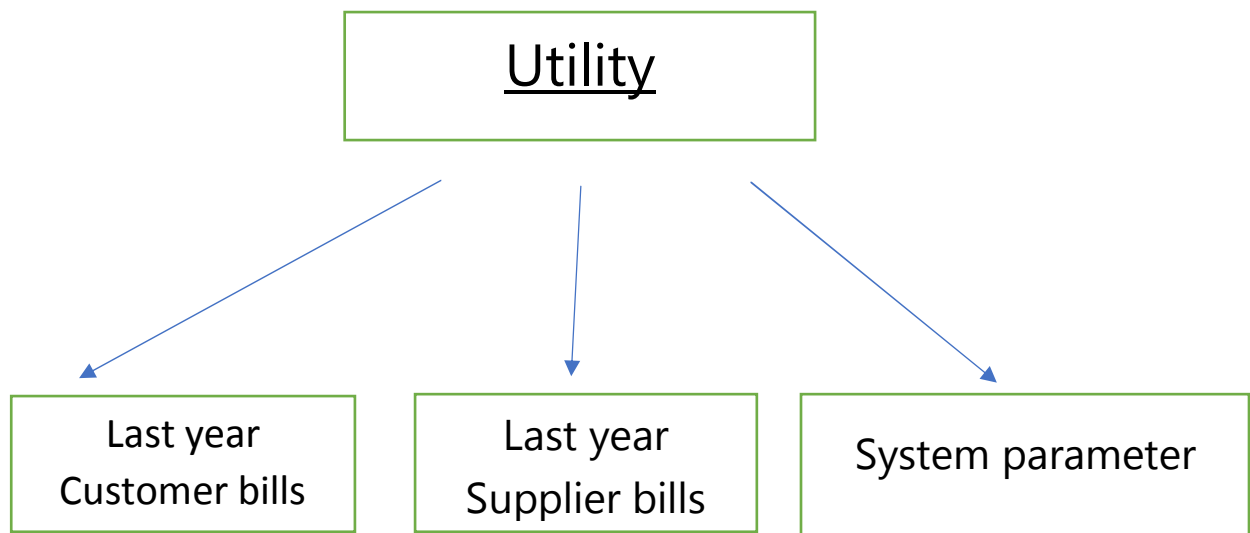 Utility
Last year
Customer bills
Last year
Supplier bills
System parameter